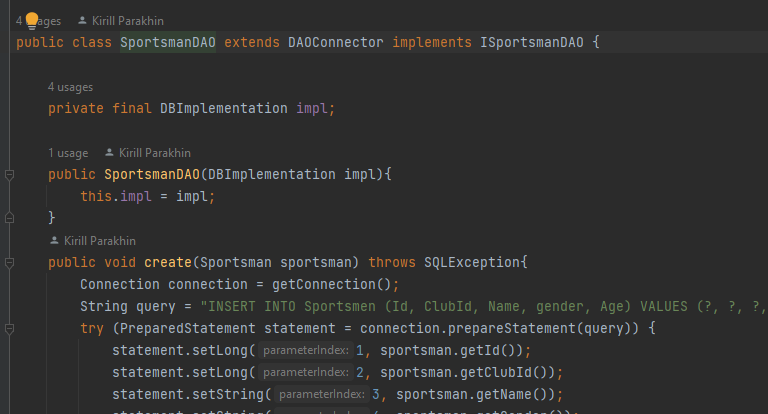 4 usages Kirill Parakhin
public class SportsmanDAO extends DAOConnector implements ISportsmanDAO {
4 usages
private final DBImplementation impl;
1 usage Kirill Parakhin
public SportsmanDAO(DBImplementation impl){
this.impl = impl;
}
Kirill Parakhin
public void create(Sportsman sportsman) throws SQLException{
Connection connection = getConnection();
String query = "INSERT INTO Sportsmen (Id, ClubId, Name, gender, Age) VALUES (?, ?, ?,
try (PreparedStatement statement = connection.prepareStatement(query)) {
statement.setLong( parameterIndex: 1, sportsman.getId());
statement.setLong( parameterIndex: 2, sportsman.getClubId());
statement.setString( parameterIndex: 3, sportsman.getName());